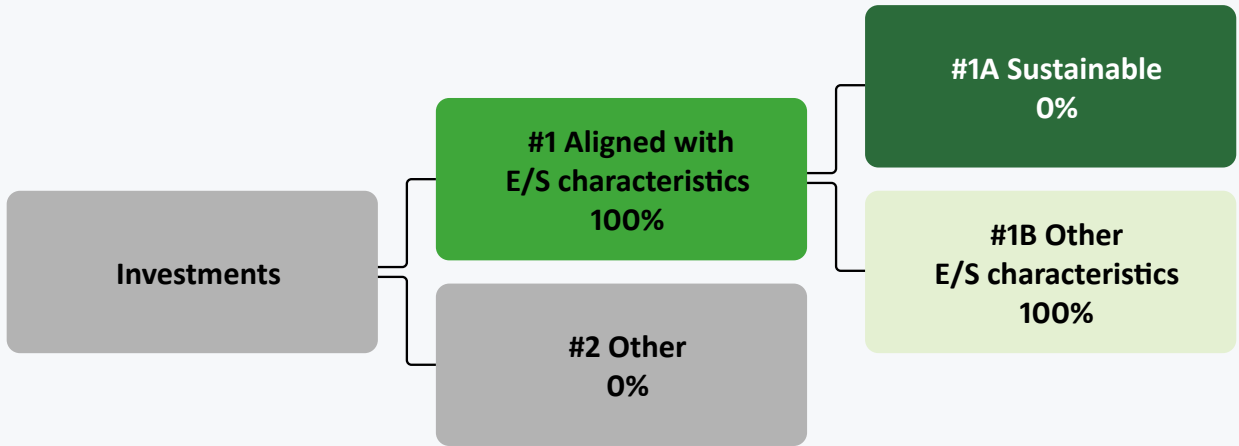 Investments
#1 Aligned with
E/S characteristics
100%
#2 Other
0%
#1A Sustainable
0%
#1B Other
E/S characteristics
100%